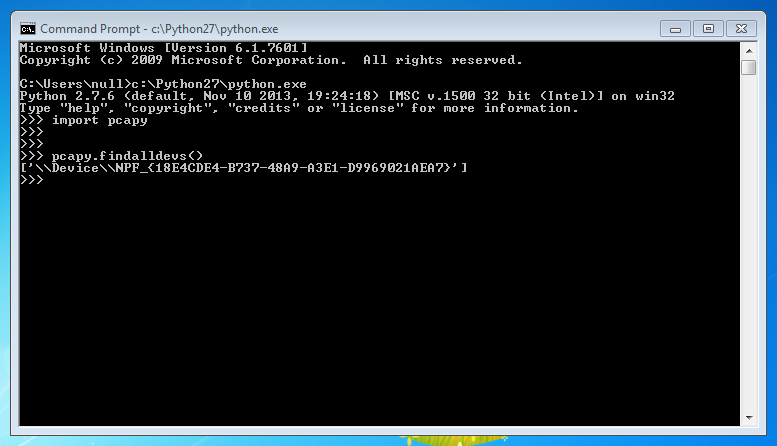 Command Prompt - c:\Python27\python.exe
Microsoft Windows [Version 6.1.7601]
Copyright (c) 2009 Microsoft Corporation.  All rights reserved.
C:\Users\null>c:\Python27\python.exe
Python 2.7.6 (default, Nov 10 2013, 19:24:18) [MSC v.1500 32 bit (Intel)] on win32
Type "help", "copyright", "credits" or "license" for more information.
>>> import pcapy
>>>
>>>
>>> pcapy.findalldevs()
['\\Device\\NPF_{18E4CDE4-B737-48A9-A3E1-D9969021AEA7}']
>>>